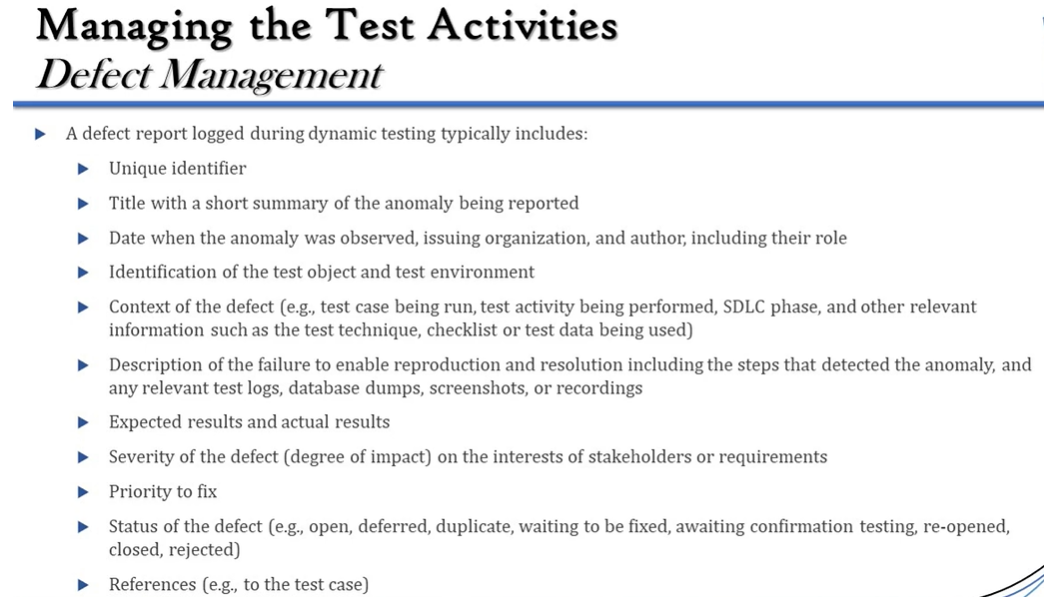 Managing the Test Activities
Defect Management
A defect report logged during dynamic testing typically includes:
Unique identifier
Title with a short summary of the anomaly being reported
Date when the anomaly was observed, issuing organization, and author, including their role
Identification of the test object and test environment
Context of the defect (e.g., test case being run, test activity being performed, SDLC phase, and other relevant
information such as the test technique, checklist or test data being used)
Description of the failure to enable reproduction and resolution including the steps that detected the anomaly, and
any relevant test logs, database dumps, screenshots, or recordings
Expected results and actual results
Severity of the defect (degree of impact) on the interests of stakeholders or requirements
Priority to fix
Status of the defect (e.g., open, deferred, duplicate, waiting to be fixed, awaiting confirmation testing, re-opened,
closed, rejected)
References (e.g., to the test case)